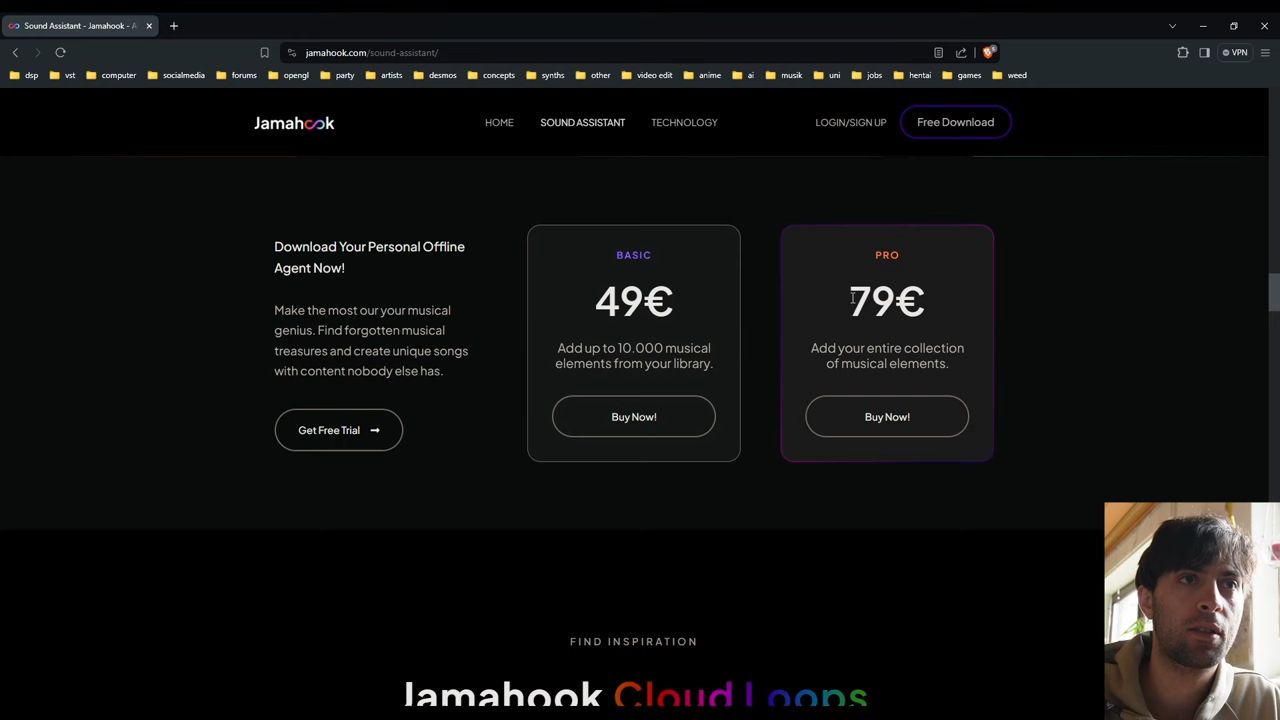 Sound Assistant - Jamahook - A
jamahook.com/sound-assistant/
VPN
dsp vst computer socialmedia forums opengl party artists desmos concepts synths other video edit anime ai musik uni jobs hentai games weed
Jamahook
HOME SOUND ASSISTANT TECHNOLOGY LOGIN/SIGN UP Free Download
Download Your Personal Offline
Agent Now!
Make the most our your musical
genius. Find forgotten musical
treasures and create unique songs
with content nobody else has.
Get Free Trial
BASIC
49€
Add up to 10.000 musical
elements from your library.
Buy Now!
PRO
79€
Add your entire collection
of musical elements.
Buy Now!
FIND INSPIRATION
Jamahook Cloud Loops